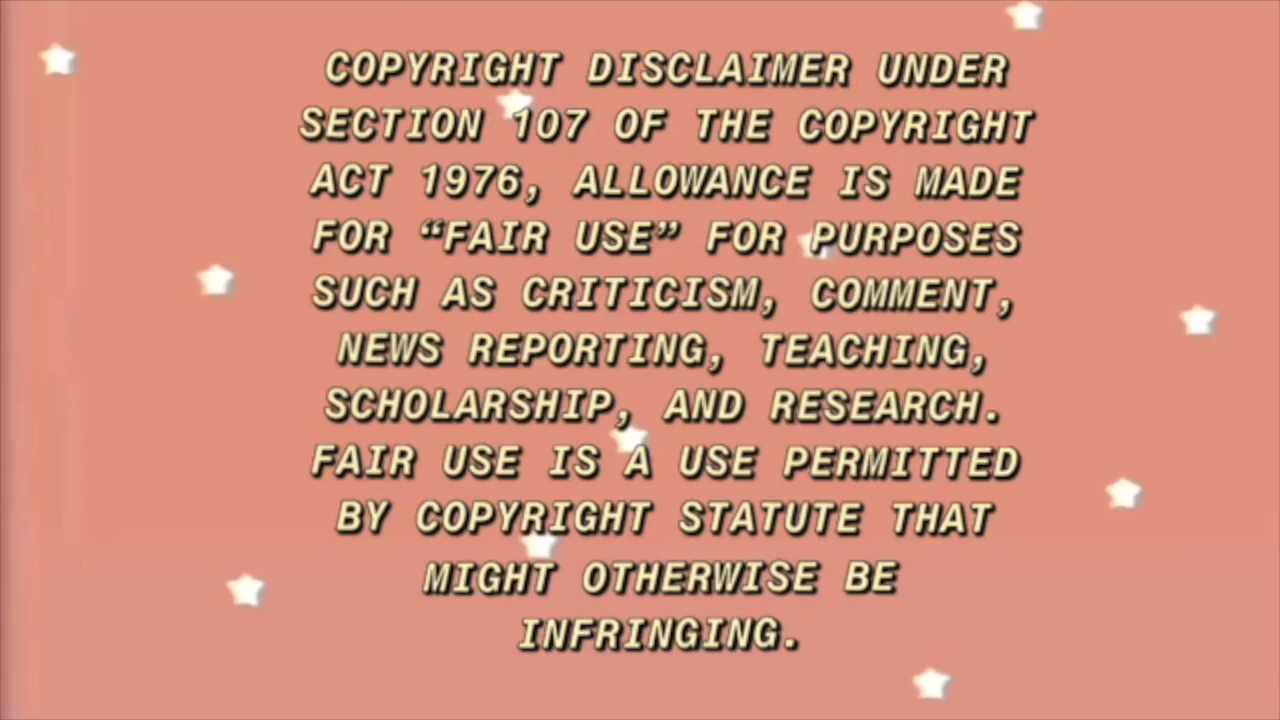 COPYRIGHT DISCLAIMER UNDER
SECTION 107 OF THE COPYRIGHT
ACT 1976, ALLOWANCE IS MADE
FOR “FAIR USE” FOR PURPOSES
SUCH AS CRITICISM, COMMENT,
NEWS REPORTING, TEACHING,
SCHOLARSHIP, AND RESEARCH.
FAIR USE IS A USE PERMITTED
BY COPYRIGHT STATUTE THAT
MIGHT OTHERWISE BE
INFRINGING.